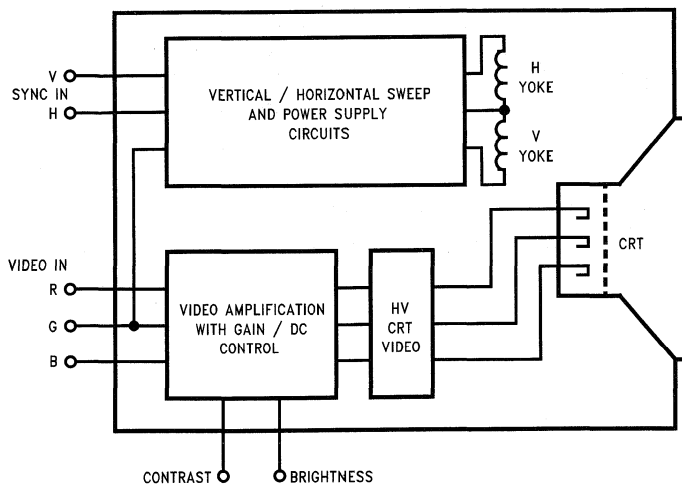 V
SYNC IN
H
VERTICAL / HORIZONTAL SWEEP
AND POWER SUPPLY
CIRCUITS
H
YOKE
V
YOKE
CRT
VIDEO IN
R
G
B
VIDEO AMPLIFICATION
WITH GAIN / DC
CONTROL
HV
CRT
VIDEO
CONTRAST
BRIGHTNESS